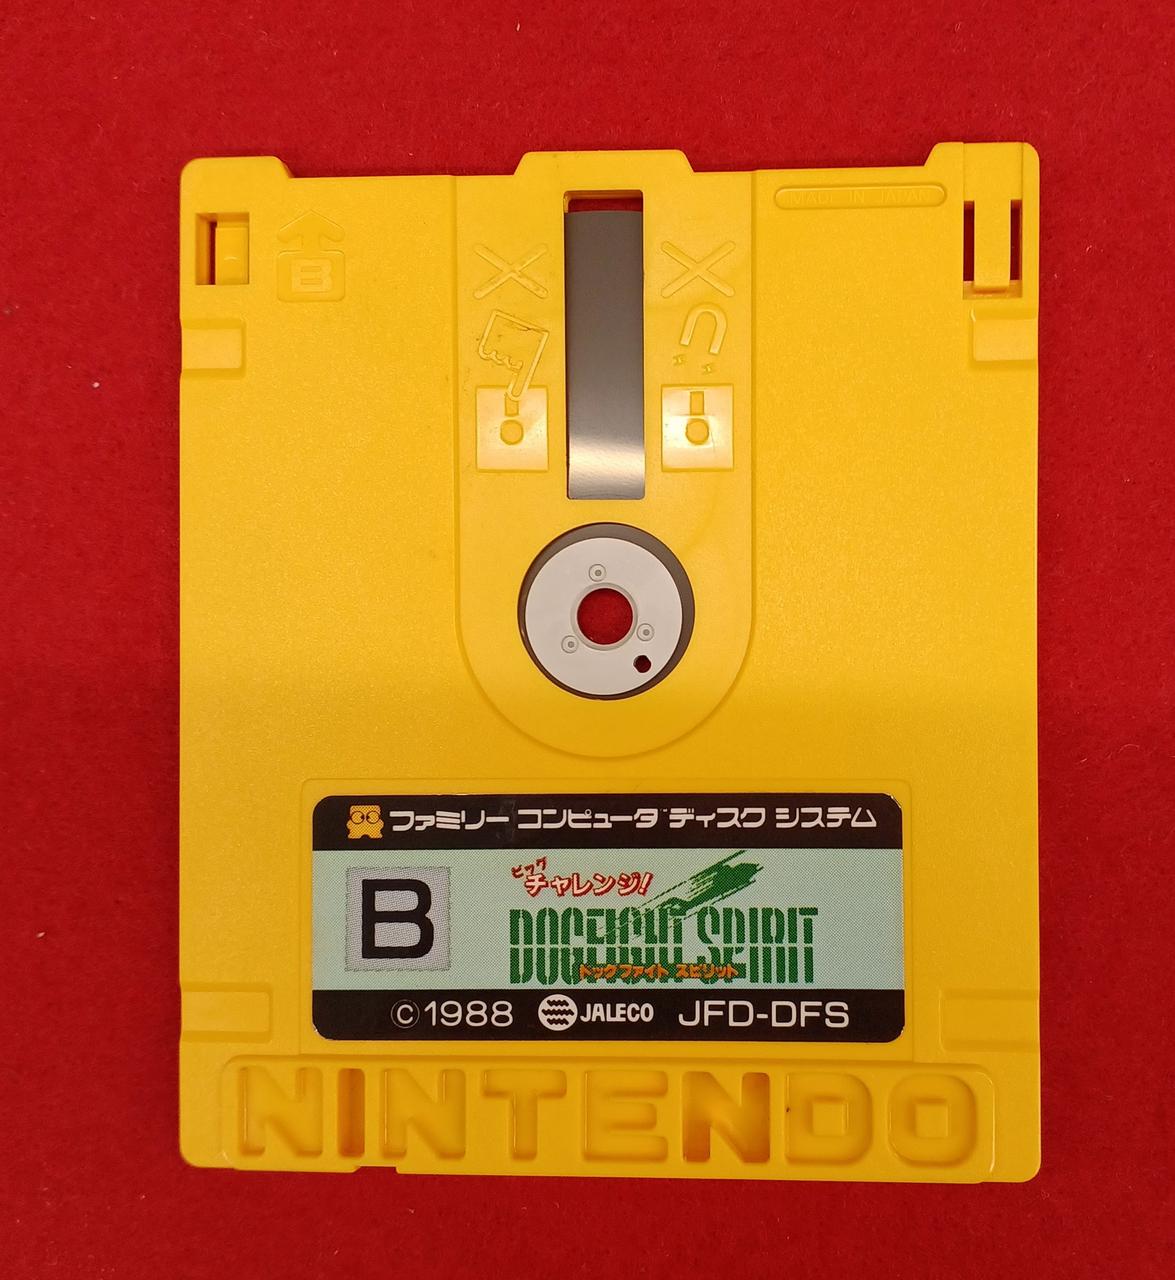 MADE IN JAPAN
B
ファミリー コンピュータ ディスク システム
B
ビッグ
チャレンジ!
DOGFIGHT SPIRIT
ドッグファイト スピリット
©1988 JALECO JFD-DFS
NINTENDO